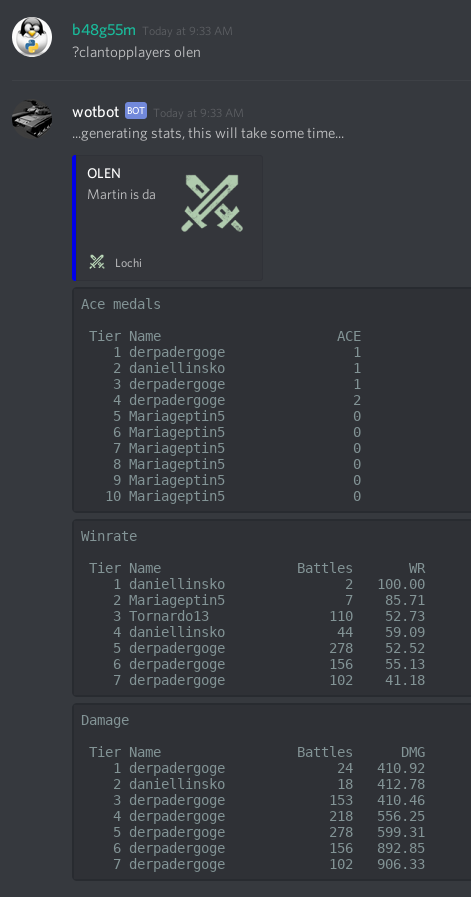 b48g55m Today at 9:33 AM
?clantopplayers olen
wotbot BOT Today at 9:33 AM
...generating stats, this will take some time...
OLEN
Martin is da
Lochi
Ace medals
Tier Name ACE
1 derpadergoge 1
2 daniellinsko 1
3 derpadergoge 1
4 derpadergoge 2
5 Mariageptin5 0
6 Mariageptin5 0
7 Mariageptin5 0
8 Mariageptin5 0
9 Mariageptin5 0
10 Mariageptin5 0
Winrate
Tier Name Battles WR
1 daniellinsko 2 100.00
2 Mariageptin5 7 85.71
3 Tornardo13 110 52.73
4 daniellinsko 44 59.09
5 derpadergoge 278 52.52
6 derpadergoge 156 55.13
7 derpadergoge 102 41.18
Damage
Tier Name Battles DMG
1 derpadergoge 24 410.92
2 daniellinsko 18 412.78
3 derpadergoge 153 410.46
4 derpadergoge 218 556.25
5 derpadergoge 278 599.31
6 derpadergoge 156 892.85
7 derpadergoge 102 906.33